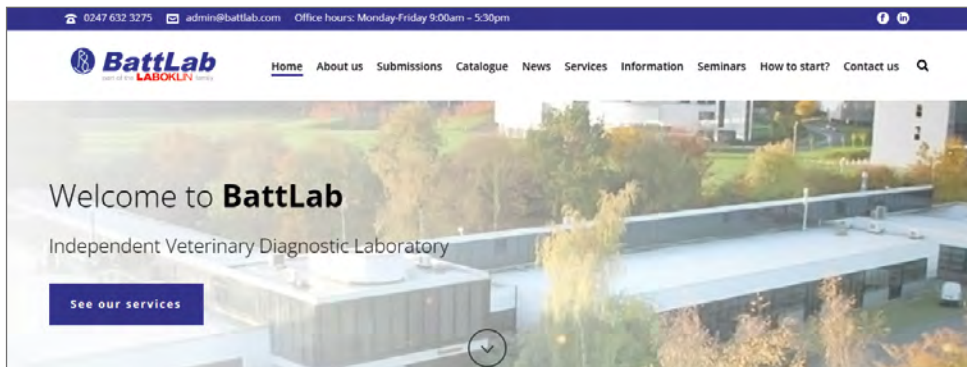 0247 632 3275 admin@battlab.com Office hours: Monday-Friday 9:00am – 5:30pm
BattLab
part of the LABOKLIN family
Home About us Submissions Catalogue News Services Information Seminars How to start? Contact us
Welcome to BattLab
Independent Veterinary Diagnostic Laboratory
See our services